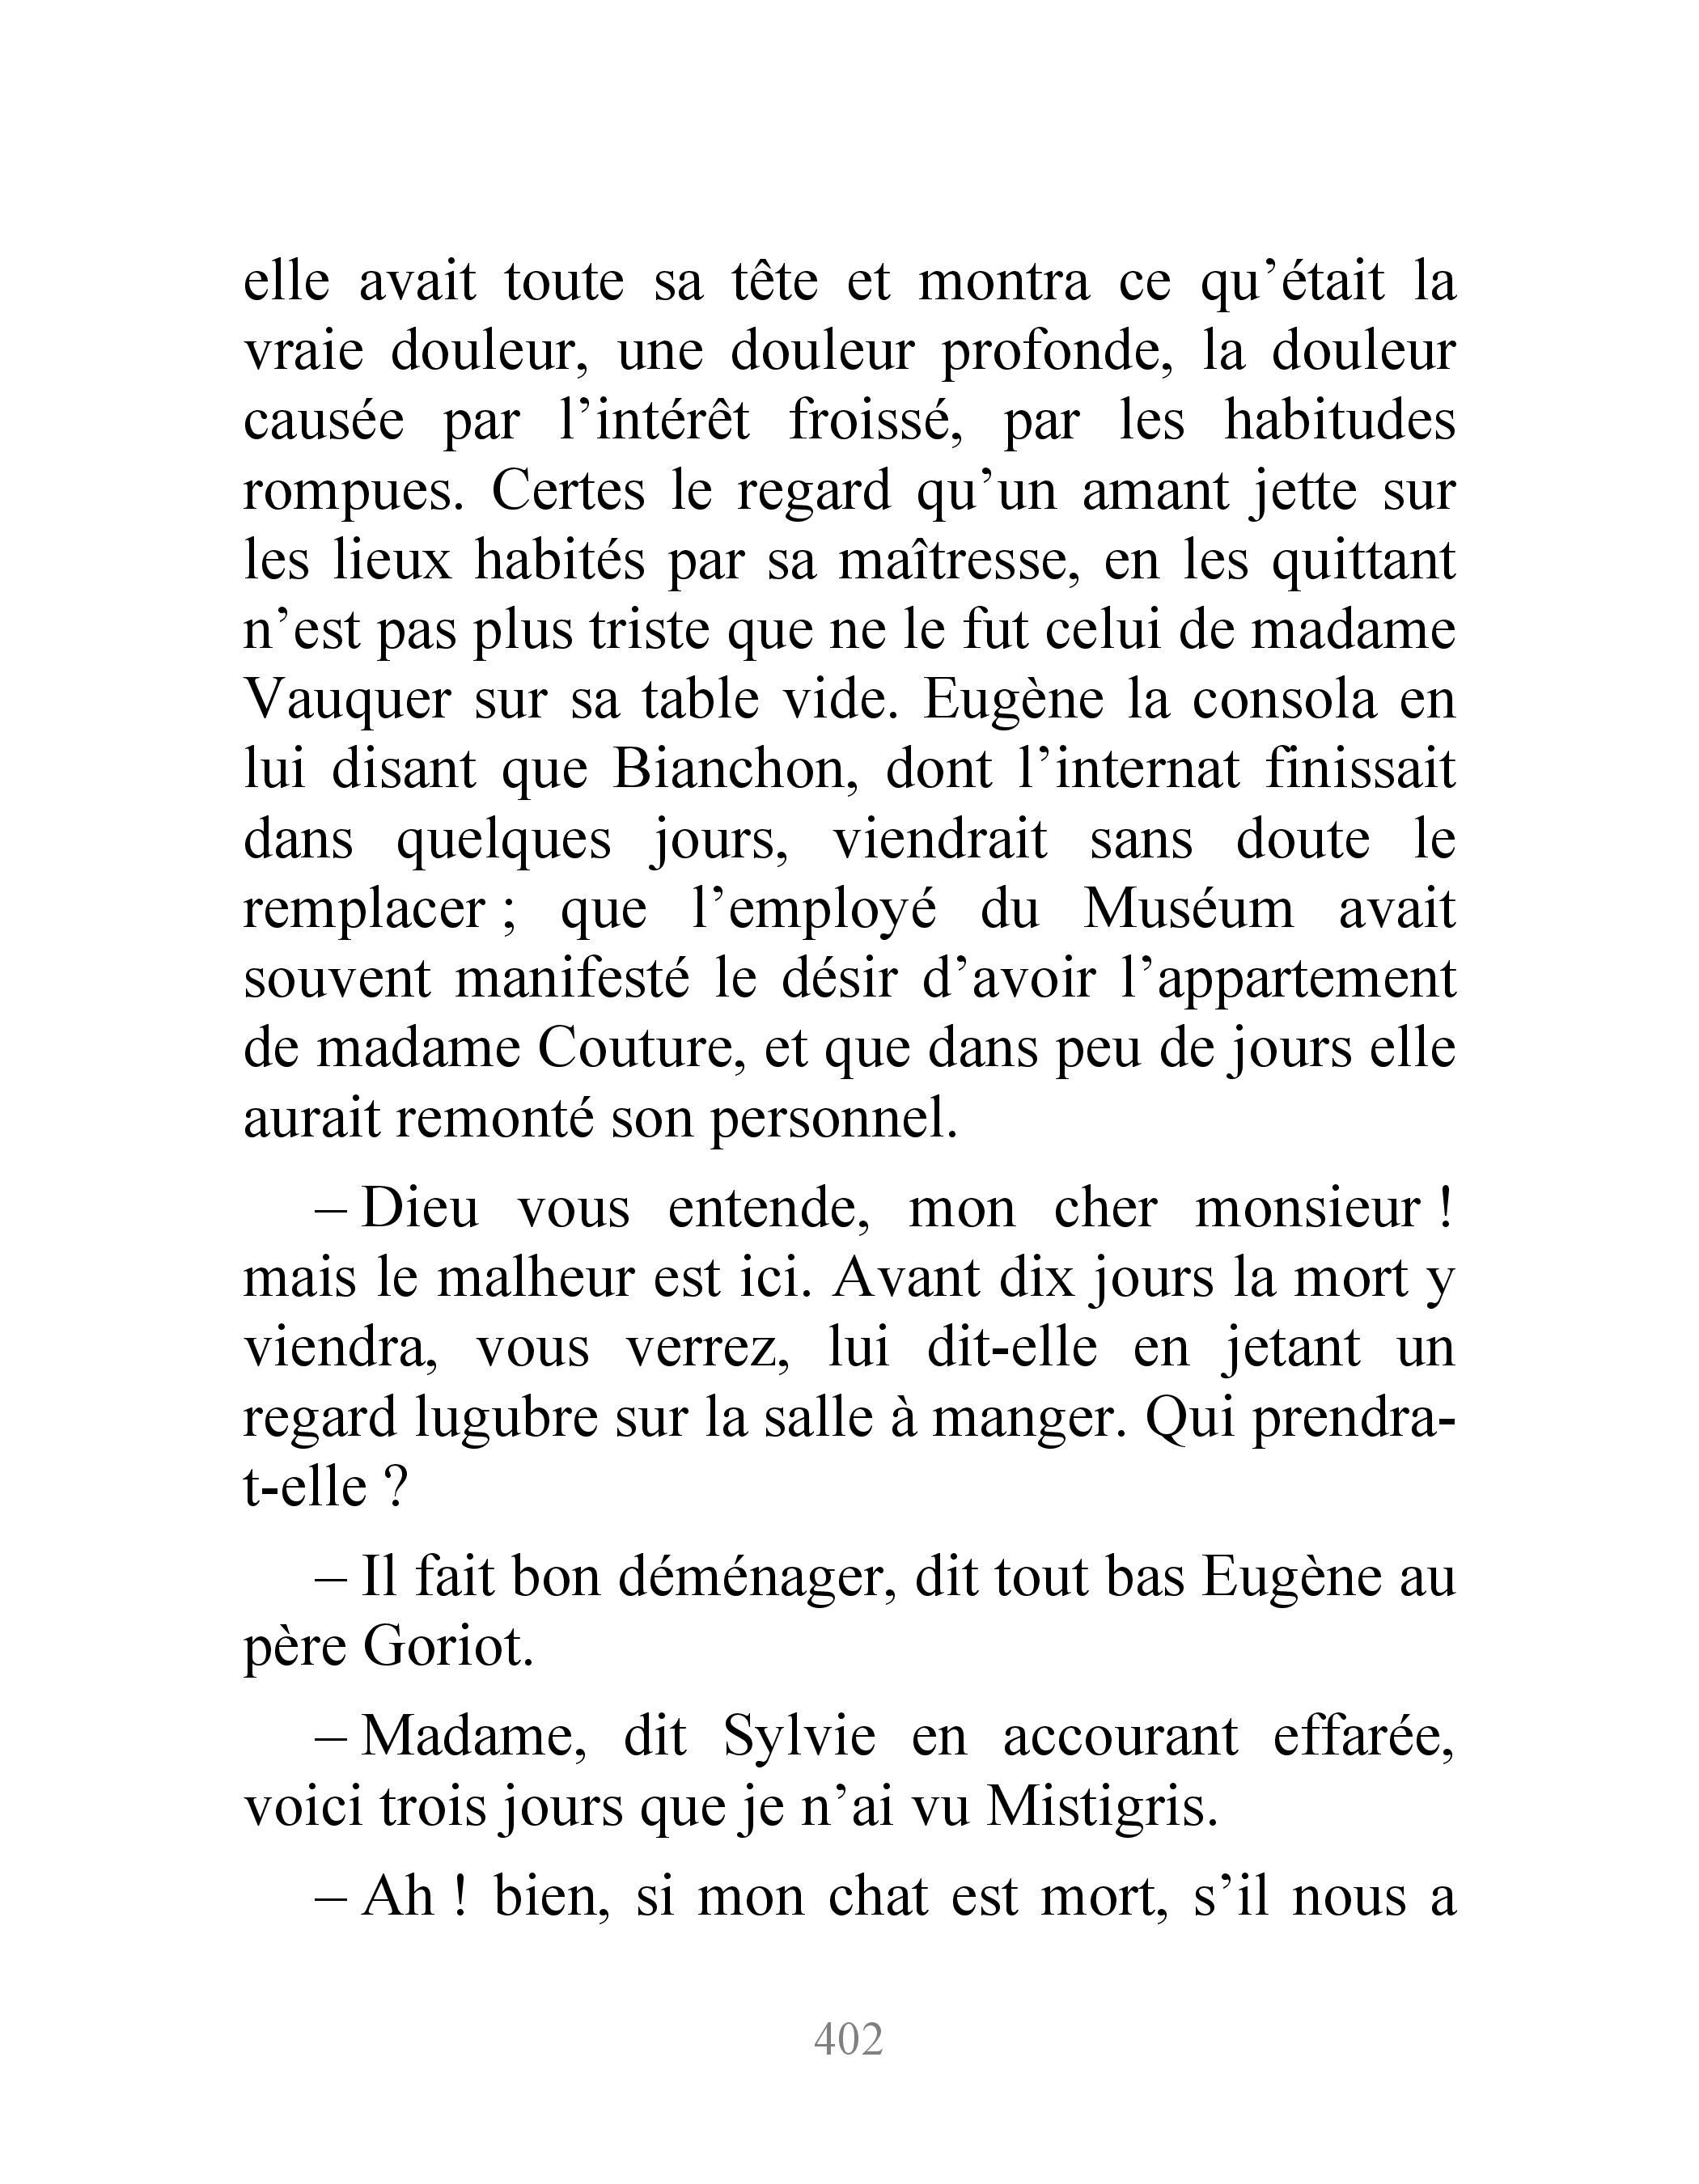 elle avait toute sa tête et montra ce qu’était la
vraie douleur, une douleur profonde, la douleur
causée par l’intérêt froissé, par les habitudes
rompues. Certes le regard qu’un amant jette sur
les lieux habités par sa maîtresse, en les quittant
n’est pas plus triste que ne le fut celui de madame
Vauquer sur sa table vide. Eugène la consola en
lui disant que Bianchon, dont l’internat finissait
dans quelques jours, viendrait sans doute le
remplacer ; que l’employé du Muséum avait
souvent manifesté le désir d’avoir l’appartement
de madame Couture, et que dans peu de jours elle
aurait remonté son personnel.
– Dieu vous entende, mon cher monsieur !
mais le malheur est ici. Avant dix jours la mort y
viendra, vous verrez, lui dit-elle en jetant un
regard lugubre sur la salle à manger. Qui prendra-
t-elle ?
– Il fait bon déménager, dit tout bas Eugène au
père Goriot.
– Madame, dit Sylvie en accourant effarée,
voici trois jours que je n’ai vu Mistigris.
– Ah ! bien, si mon chat est mort, s’il nous a
402